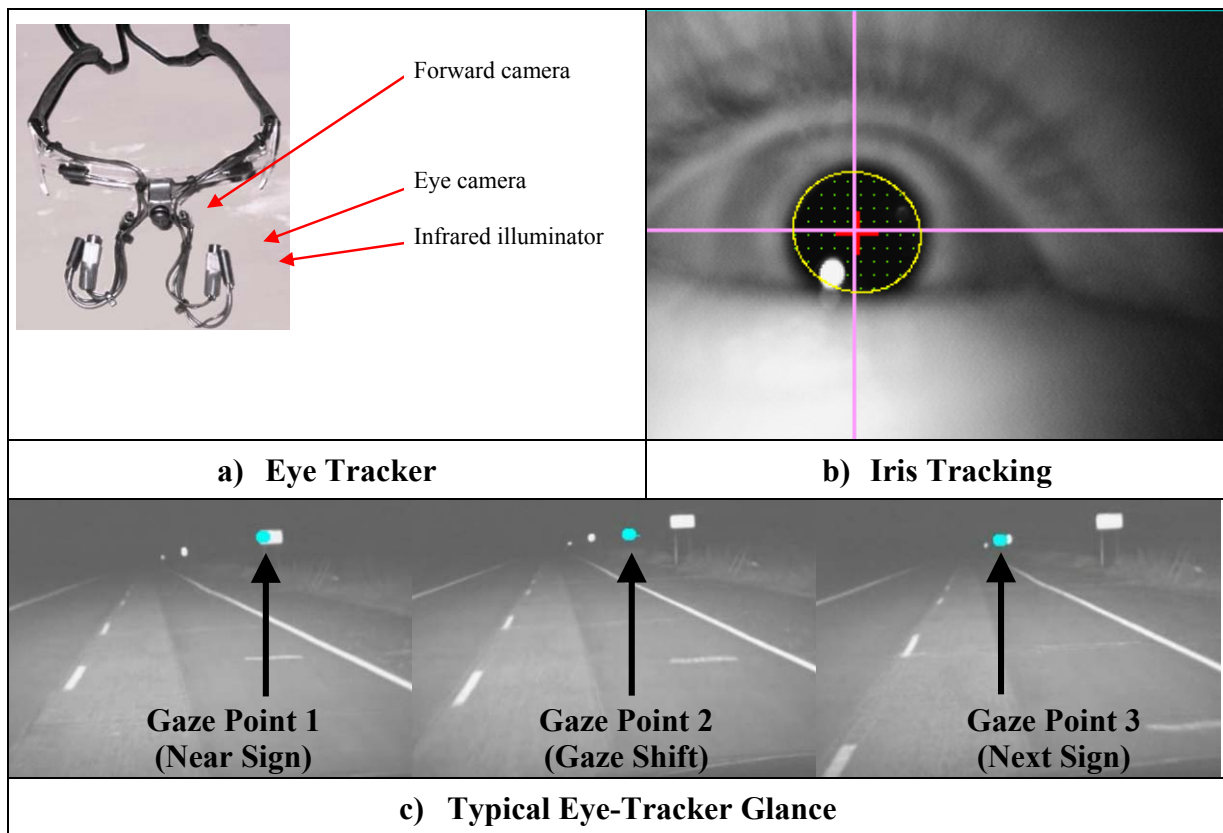 Forward camera
Eye camera
Infrared illuminator
a) Eye Tracker
b) Iris Tracking
Gaze Point 1
(Near Sign)
Gaze Point 2
(Gaze Shift)
Gaze Point 3
(Next Sign)
c) Typical Eye-Tracker Glance